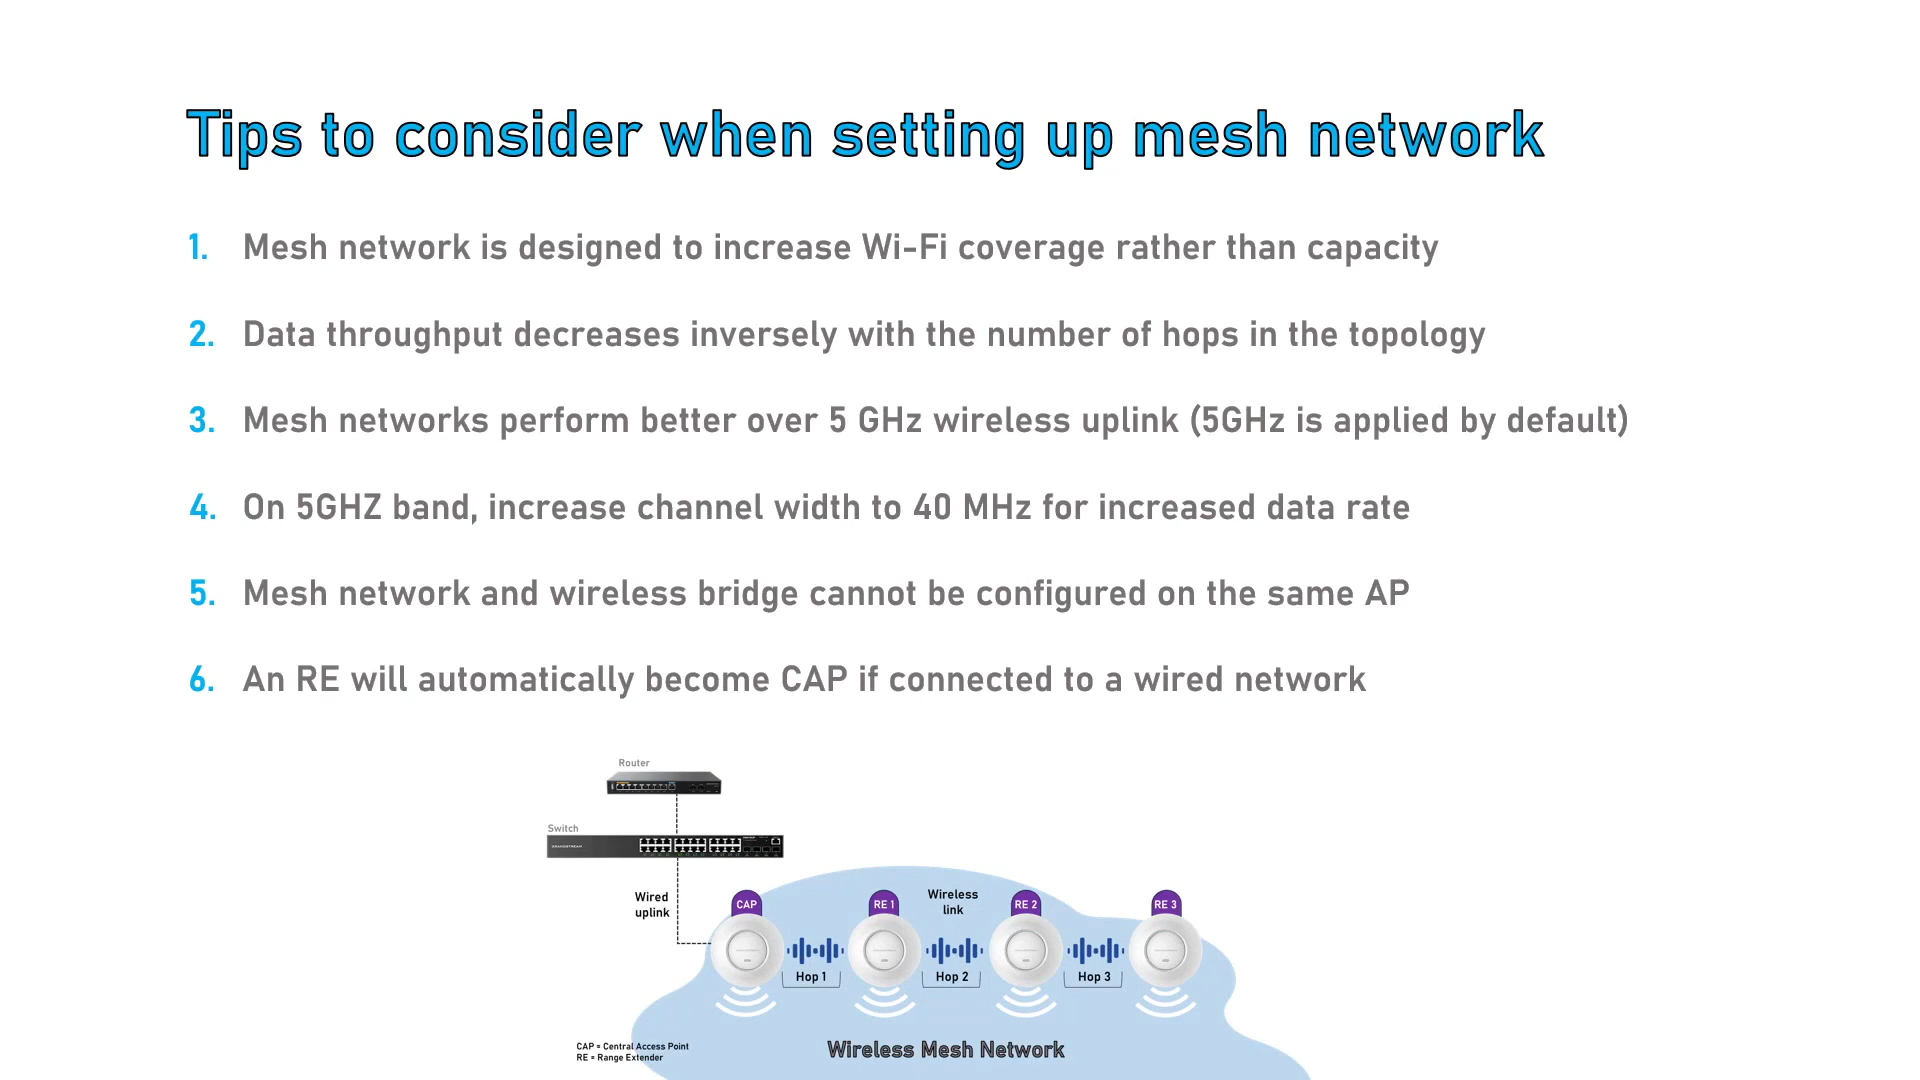 Tips to consider when setting up mesh network
1. Mesh network is designed to increase Wi-Fi coverage rather than capacity
2. Data throughput decreases inversely with the number of hops in the topology
3. Mesh networks perform better over 5 GHz wireless uplink (5GHz is applied by default)
4. On 5GHZ band, increase channel width to 40 MHz for increased data rate
5. Mesh network and wireless bridge cannot be configured on the same AP
6. An RE will automatically become CAP if connected to a wired network
Router
Switch
GRANDSTREAM
Wired
uplink
CAP
RE 1
Wireless
link
RE 2
RE 3
Hop 1
Hop 2
Hop 3
CAP = Central Access Point
RE = Range Extender
Wireless Mesh Network